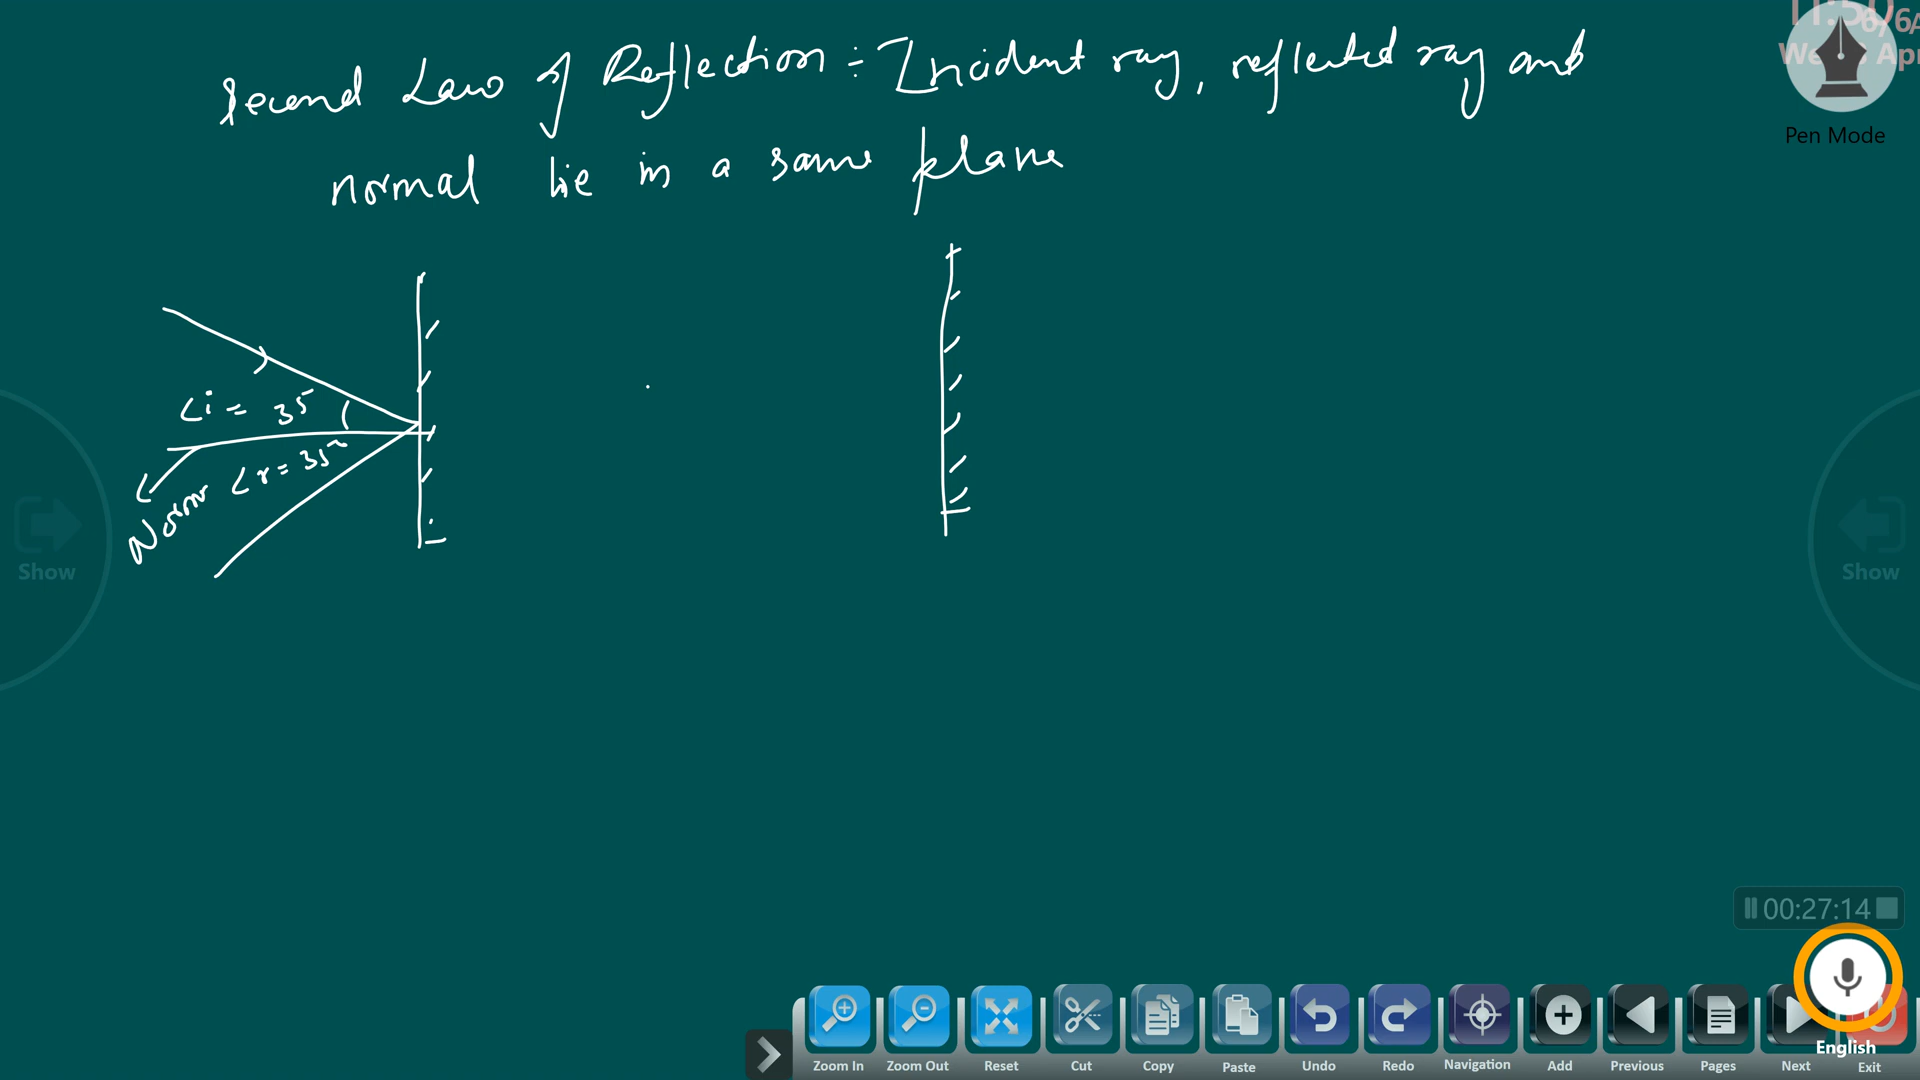 Second Law of Reflection ÷ Incident ray, reflected ray and
normal lie in a same plane
∠i = 35
∠r = 35°
Normr
Pen Mode
Show
Show
00:27:14
English
Zoom In
Zoom Out
Reset
Cut
Copy
Paste
Undo
Redo
Navigation
Add
Previous
Pages
Next
Exit